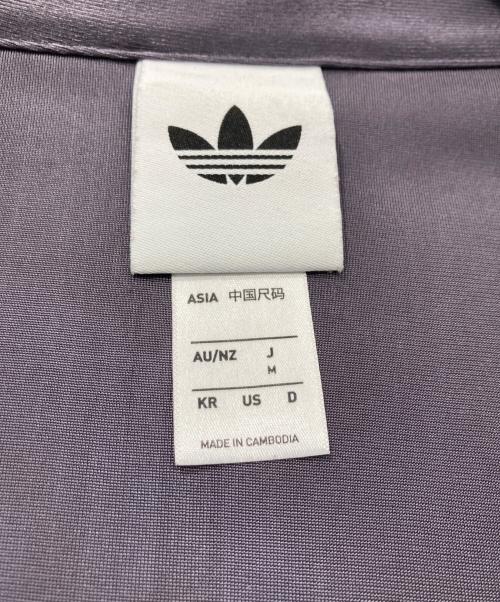 ASIA 中国尺码
AU/NZ J
M
KR US D
MADE IN CAMBODIA